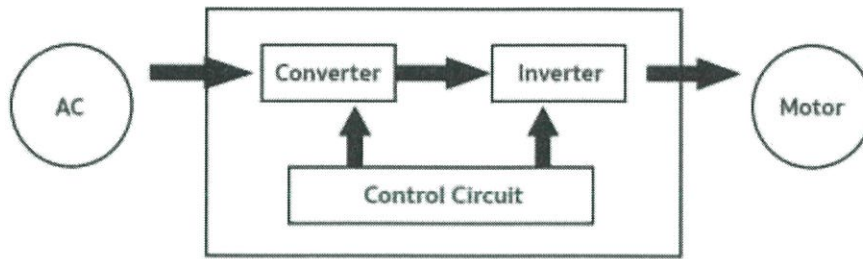 AC
Converter
Inverter
Motor
Control Circuit